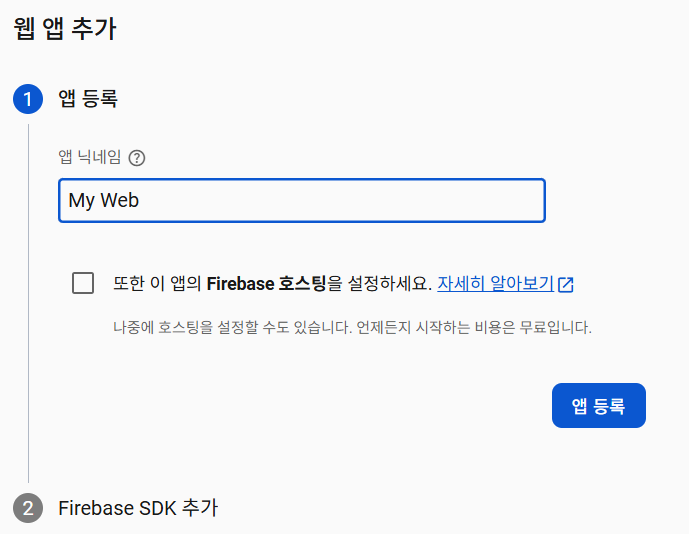 웹 앱 추가
1 앱 등록
앱 닉네임 ?
My Web
또한 이 앱의 Firebase 호스팅을 설정하세요. 자세히 알아보기
나중에 호스팅을 설정할 수도 있습니다. 언제든지 시작하는 비용은 무료입니다.
앱 등록
2 Firebase SDK 추가